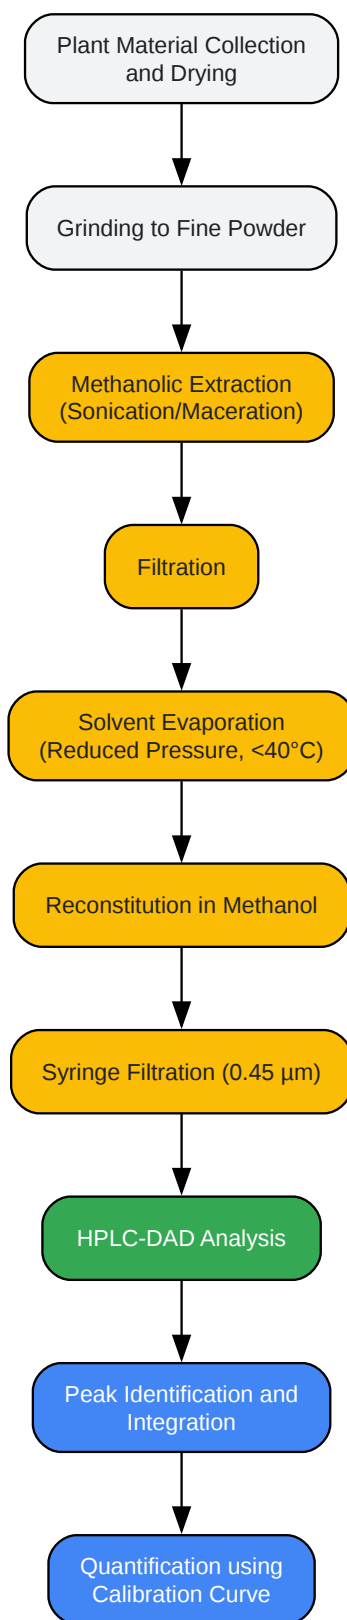 Plant Material Collection
and Drying
Grinding to Fine Powder
Methanolic Extraction
(Sonication/Maceration)
Filtration
Solvent Evaporation
(Reduced Pressure, <40°C)
Reconstitution in Methanol
Syringe Filtration (0.45 µm)
HPLC-DAD Analysis
Peak Identification and
Integration
Quantification using
Calibration Curve